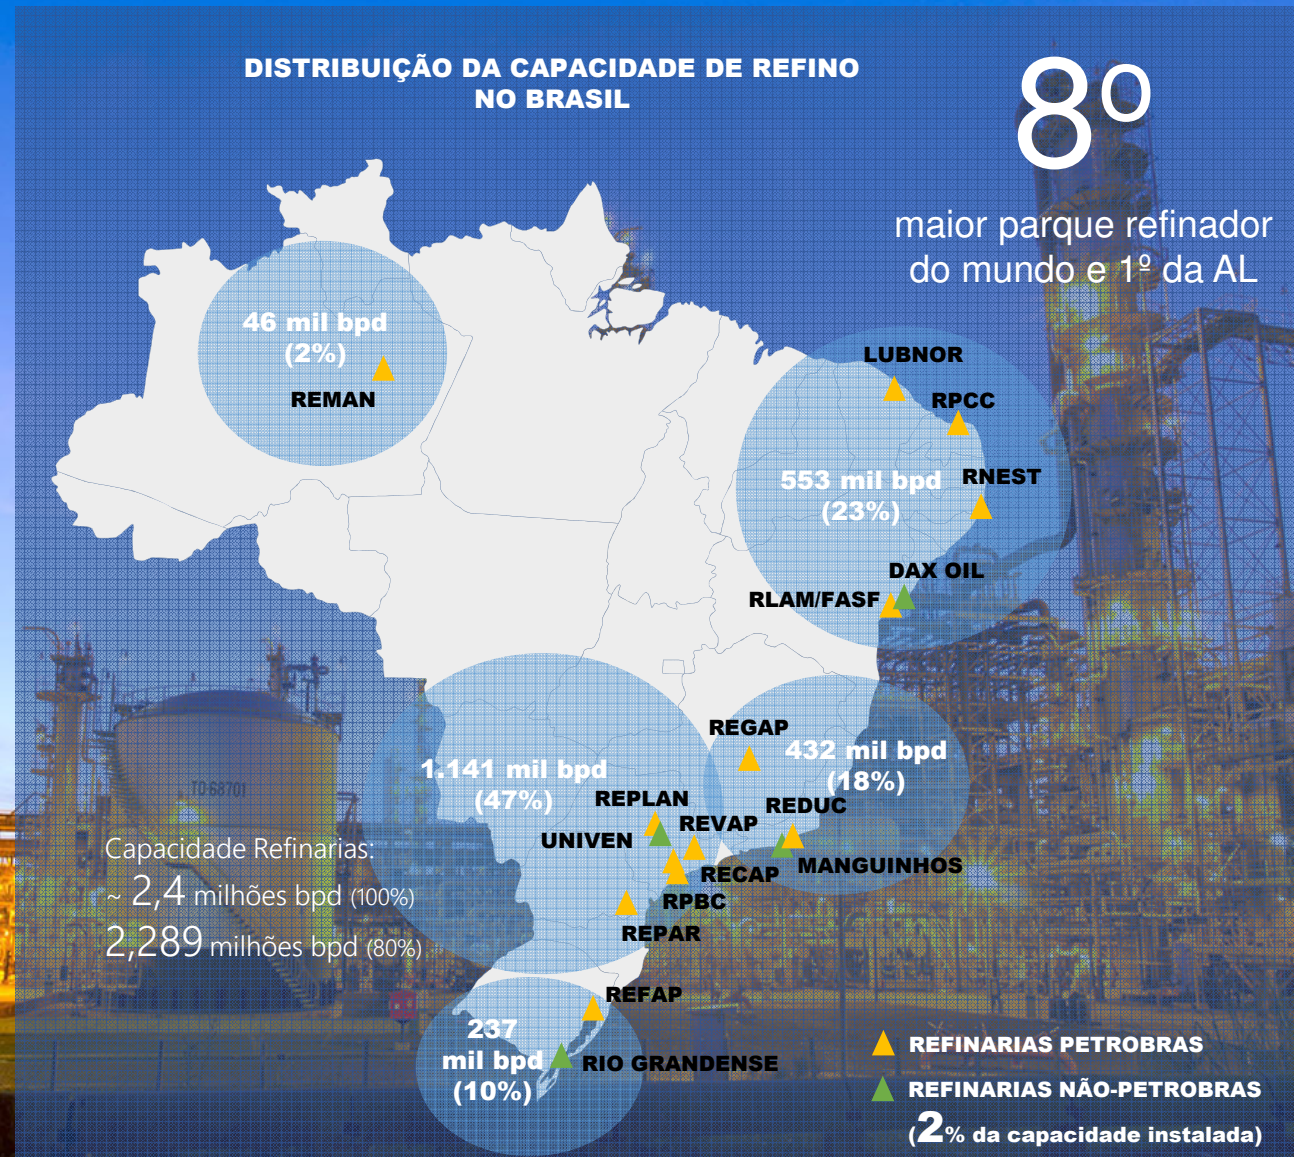 DISTRIBUIÇÃO DA CAPACIDADE DE REFINO
NO BRASIL
8º
maior parque refinador
do mundo e 1º da AL
46 mil bpd
(2%)
REMAN
LUBNOR
RPCC
553 mil bpd
(23%)
RNEST
DAX OIL
RLAM/FASF
REGAP
432 mil bpd
(18%)
1.141 mil bpd
(47%)
REPLAN
REDUC
UNIVEN
REVAP
MANGUINHOS
RECAP
RPBC
REPAR
TO-68701
Capacidade Refinarias:
~ 2,4 milhões bpd (100%)
2,289 milhões bpd (80%)
REFAP
237
mil bpd
(10%)
RIO GRANDENSE
REFINARIAS PETROBRAS
REFINARIAS NÃO-PETROBRAS
(2% da capacidade instalada)